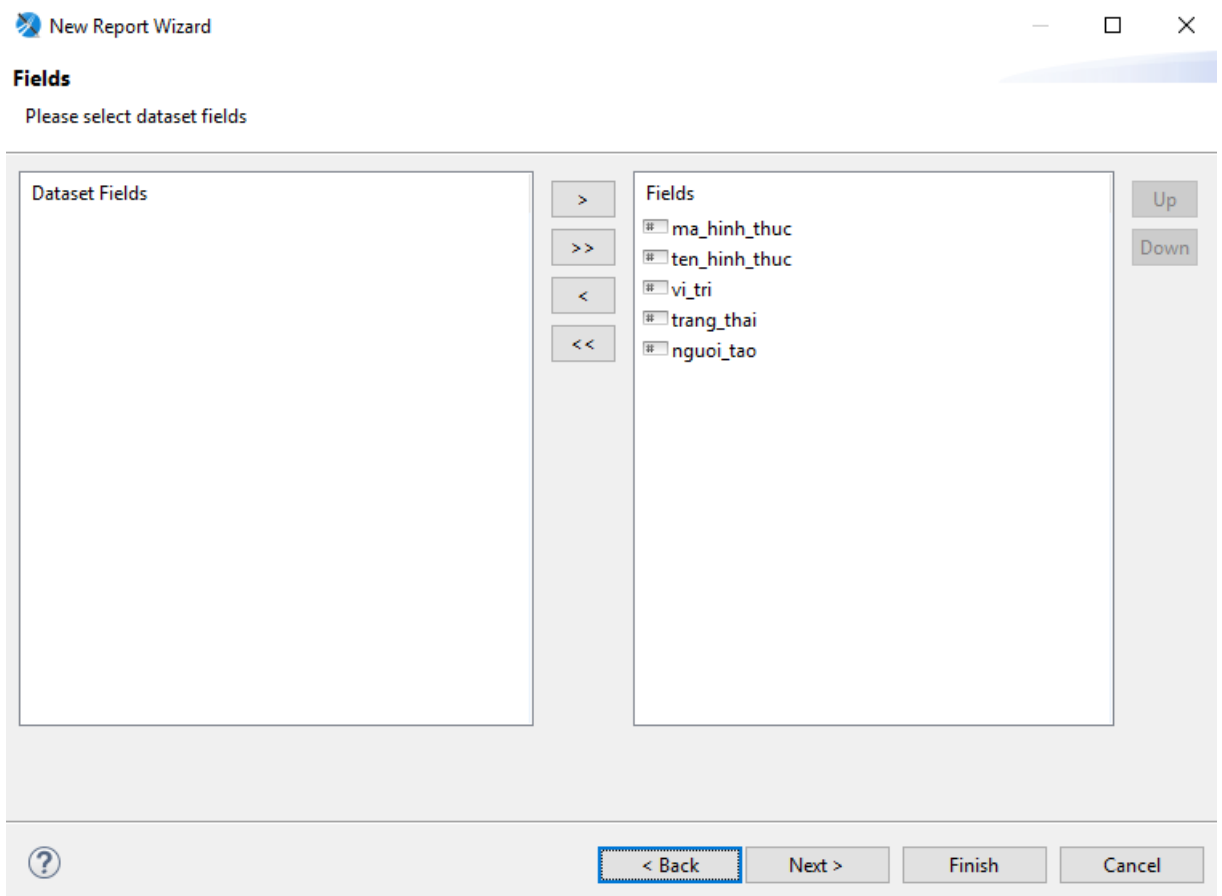 New Report Wizard
Fields
Please select dataset fields
Dataset Fields
>
>>
<
<<
Fields
# ma_hinh_thuc
# ten_hinh_thuc
# vi_tri
# trang_thai
# nguoi_tao
Up
Down
?
< Back
Next >
Finish
Cancel